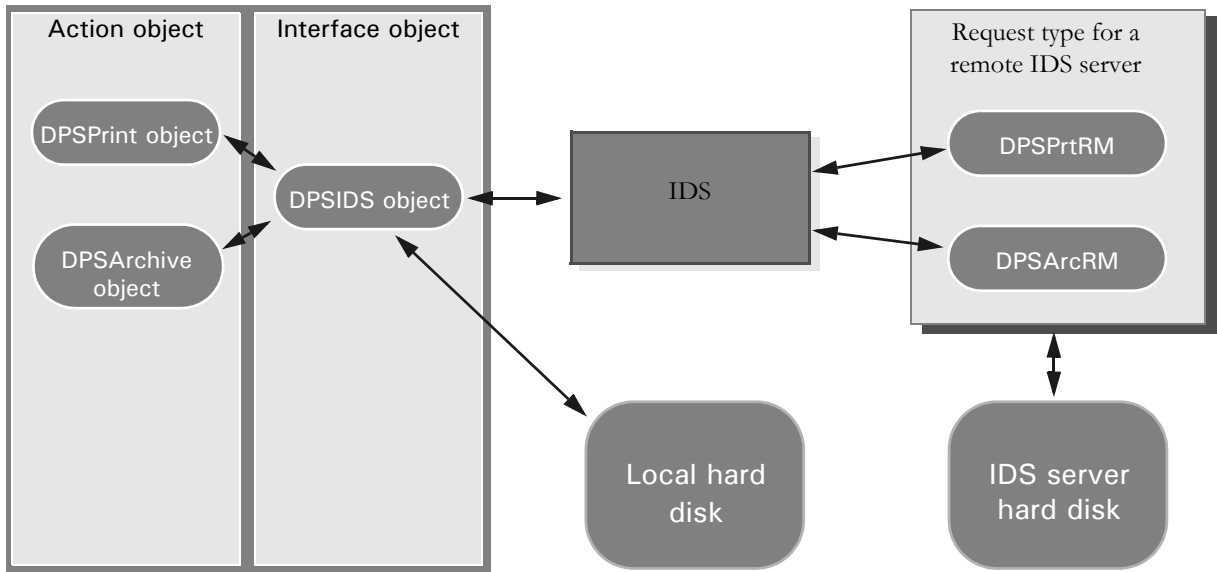 Action object
Interface object
Request type for a
remote IDS server
DPSPrint object
DPSPrtRM
DPSIDS object
IDS
DPSArchive
object
DPSArcRM
Local hard
disk
IDS server
hard disk